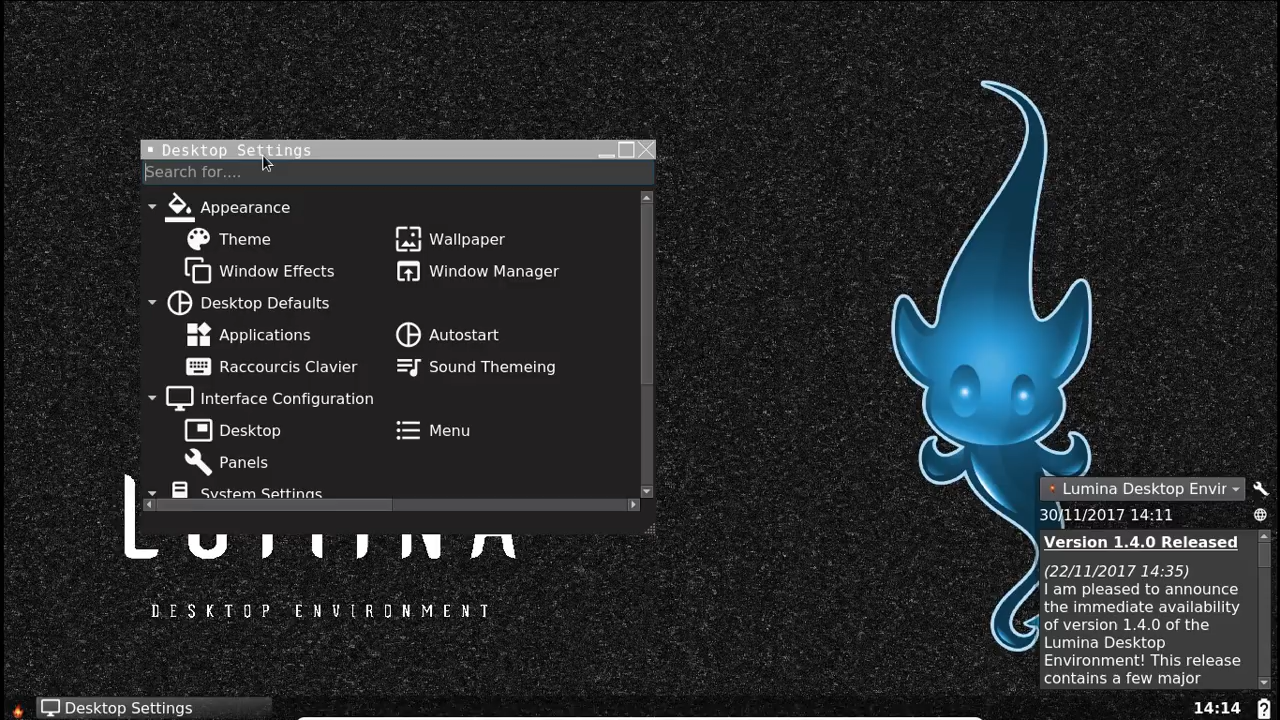 Desktop Settings
Search for....
Appearance
Theme
Wallpaper
Window Effects
Window Manager
Desktop Defaults
Applications
Autostart
Raccourcis Clavier
Sound Themeing
Interface Configuration
Desktop
Menu
Panels
System Settings
LUMINA
DESKTOP ENVIRONMENT
Lumina Desktop Envir
30/11/2017 14:11
Version 1.4.0 Released
(22/11/2017 14:35)
I am pleased to announce
the immediate availability
of version 1.4.0 of the
Lumina Desktop
Environment! This release
contains a few major
Desktop Settings
14:14